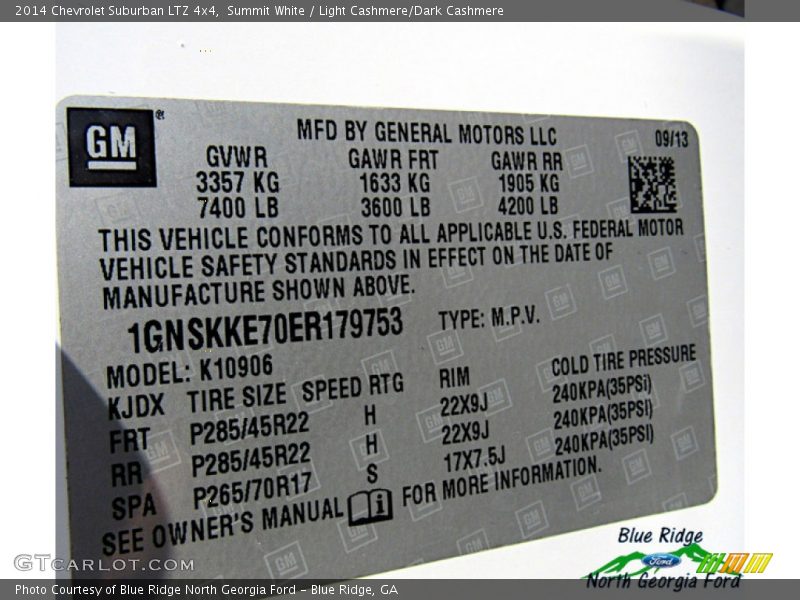 2014 Chevrolet Suburban LTZ 4x4,  Summit White / Light Cashmere/Dark Cashmere
GM®
MFD BY GENERAL MOTORS LLC 09/13
GVWR GAWR FRT GAWR RR
3357 KG 1633 KG 1905 KG
7400 LB 3600 LB 4200 LB
THIS VEHICLE CONFORMS TO ALL APPLICABLE U.S. FEDERAL MOTOR
VEHICLE SAFETY STANDARDS IN EFFECT ON THE DATE OF
MANUFACTURE SHOWN ABOVE.
1GNSKKE70ER179753 TYPE: M.P.V.
MODEL: K10906
KJDX TIRE SIZE SPEED RTG RIM COLD TIRE PRESSURE
FRT P285/45R22 H 22X9J 240KPA(35PSI)
RR P285/45R22 H 22X9J 240KPA(35PSI)
SPA P265/70R17 S 17X7.5J 240KPA(35PSI)
SEE OWNER'S MANUAL FOR MORE INFORMATION.
Blue Ridge
Ford
North Georgia Ford
GTCARLOT.COM
Photo Courtesy of Blue Ridge North Georgia Ford - Blue Ridge, GA